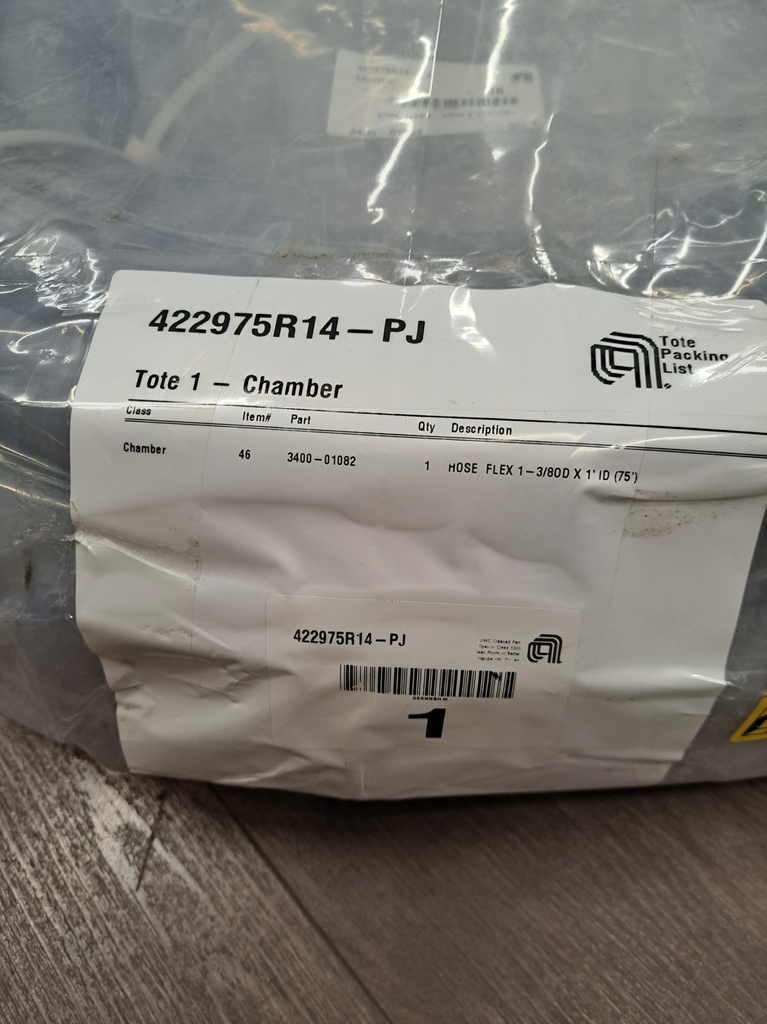 422975R14-PJ
Tote
Packing
List
Tote 1 - Chamber
Class Item# Part Qty Description
Chamber 46 3400-01082 1 HOSE FLEX 1-3/8OD X 1" ID (75')
422975R14-PJ
1